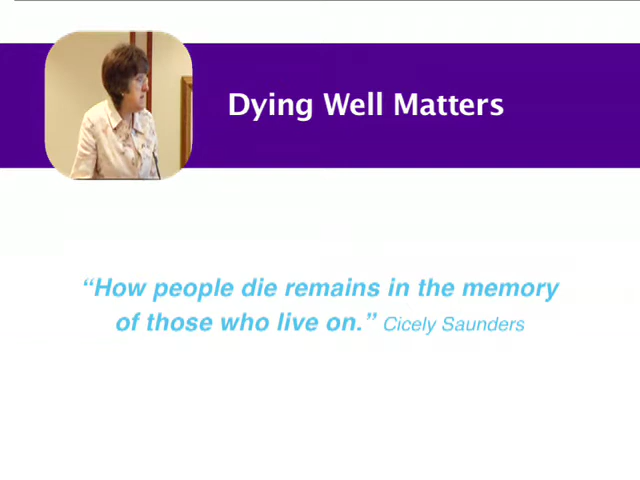 Dying Well Matters
“How people die remains in the memory
of those who live on.” Cicely Saunders